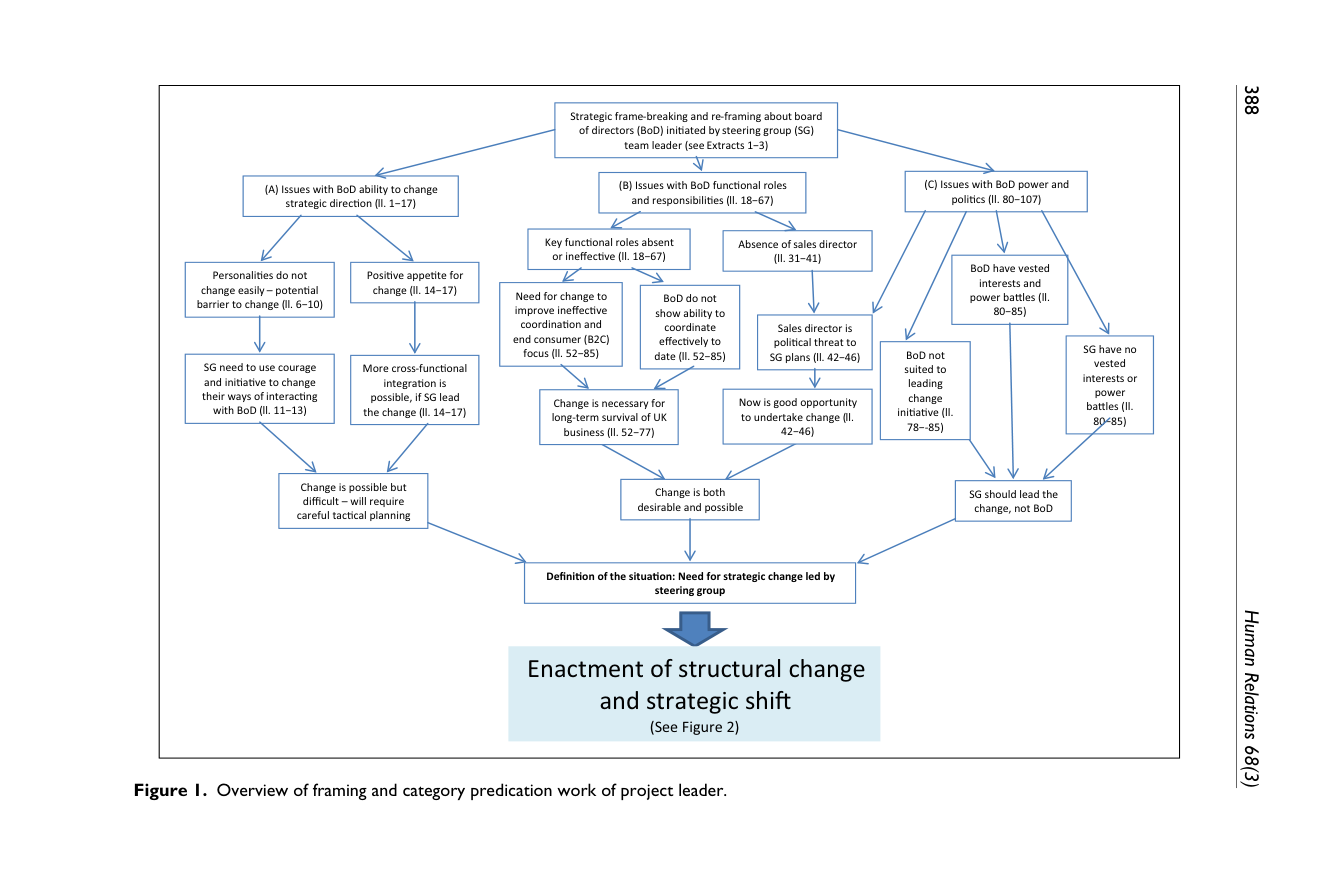 388
Human Relations 68(3)
Strategic frame-breaking and re-framing about board
of directors (BoD) initiated by steering group (SG)
team leader (see Extracts 1–3)
(A) Issues with BoD ability to change
strategic direction (ll. 1–17)
(B) Issues with BoD functional roles
and responsibilities (ll. 18–67)
(C) Issues with BoD power and
politics (ll. 80–107)
Personalities do not
change easily – potential
barrier to change (ll. 6–10)
Positive appetite for
change (ll. 14–17)
Key functional roles absent
or ineffective (ll. 18–67)
Absence of sales director
(ll. 31–41)
Need for change to
improve ineffective
coordination and
end consumer (B2C)
focus (ll. 52–85)
BoD do not
show ability to
coordinate
effectively to
date (ll. 52–85)
Sales director is
political threat to
SG plans (ll. 42–46)
BoD have vested
interests and
power battles (ll.
80–85)
BoD not
suited to
leading
change
initiative (ll.
78–-85)
SG have no
vested
interests or
power
battles (ll.
80–85)
SG need to use courage
and initiative to change
their ways of interacting
with BoD (ll. 11–13)
More cross-functional
integration is
possible, if SG lead
the change (ll. 14–17)
Change is necessary for
long-term survival of UK
business (ll. 52–77)
Now is good opportunity
to undertake change (ll.
42–46)
Change is possible but
difficult – will require
careful tactical planning
Change is both
desirable and possible
SG should lead the
change, not BoD
Definition of the situation: Need for strategic change led by
steering group
Enactment of structural change
and strategic shift
(See Figure 2)
Figure 1. Overview of framing and category predication work of project leader.